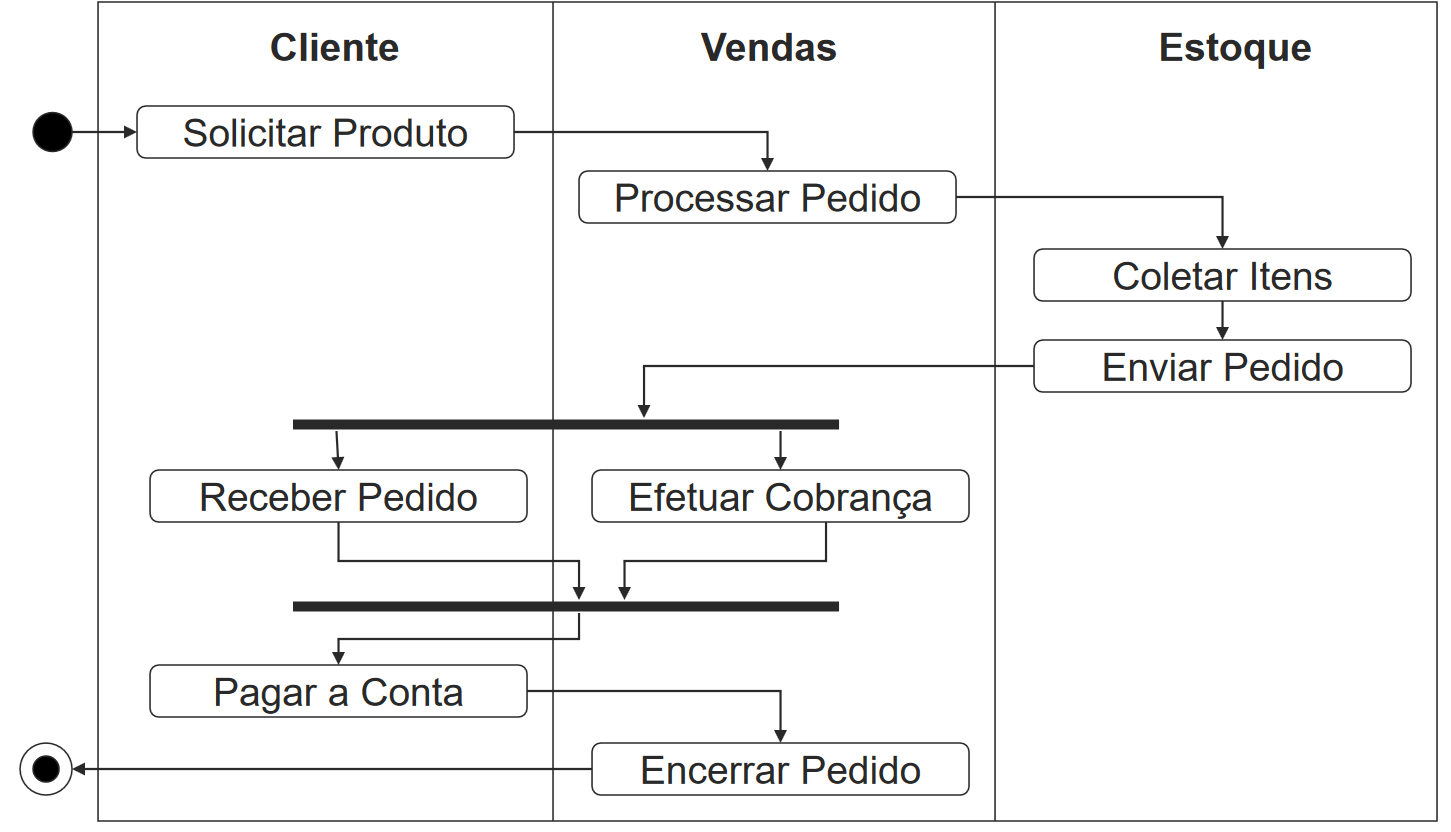 Cliente
Vendas
Estoque
Solicitar Produto
Processar Pedido
Coletar Itens
Enviar Pedido
Receber Pedido
Efetuar Cobrança
Pagar a Conta
Encerrar Pedido